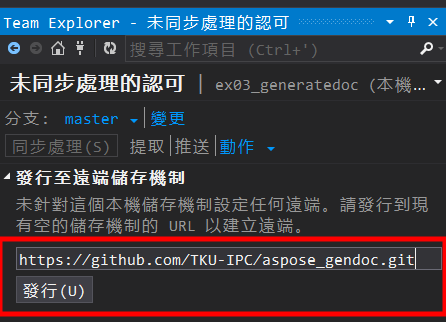 Team Explorer - 未同步處理的認可
搜尋工作項目 (Ctrl+')
未同步處理的認可 | ex03_generatedoc (本機...
分支: master | 變更
同步處理(S) 提取 | 推送 | 動作
發行至遠端儲存機制
未針對這個本機儲存機制設定任何遠端。請發行到現
有空的儲存機制的 URL 以建立遠端。
https://github.com/TKU-IPC/aspose_gendoc.git
發行(U)